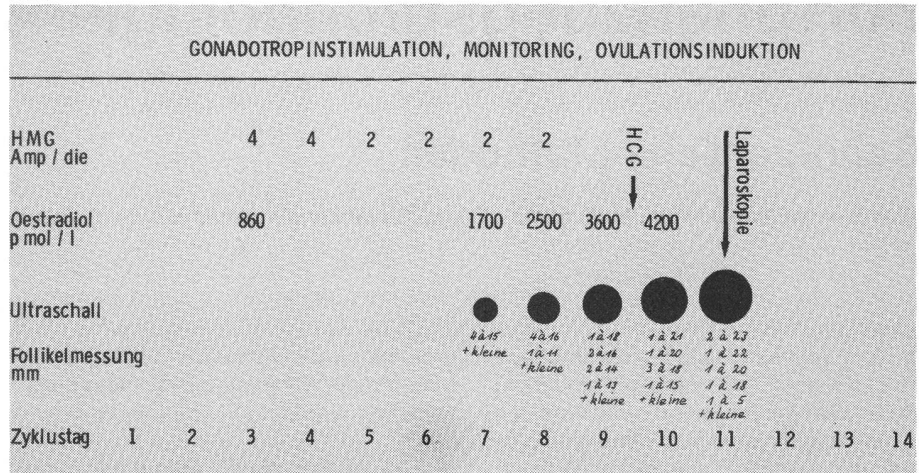 GONADOTROPINSTIMULATION, MONITORING, OVULATIONSINDUKTION
HMG 4 4 2 2 2 2
Amp / die
HCG
Laparoskopie
Oestradiol 860 1700 2500 3600 4200
p mol / l
Ultraschall
Follikelmessung
mm
4 à 15
+ kleine
4 à 16
1 à 11
+ kleine
1 à 18
2 à 16
2 à 14
1 à 13
+ kleine
1 à 21
1 à 20
3 à 18
1 à 15
+ kleine
2 à 23
1 à 22
1 à 20
1 à 18
1 à 5
+ kleine
Zyklustag 1 2 3 4 5 6 7 8 9 10 11 12 13 14